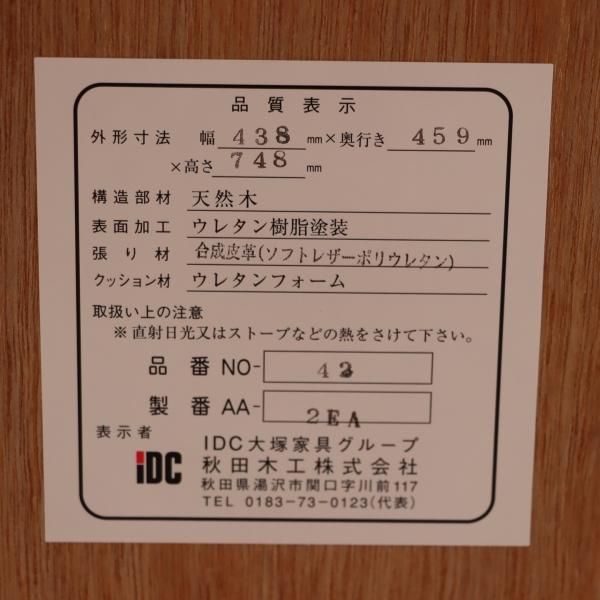 品質表示
外形寸法 幅 438 mm×奥行き 459 mm
×高さ 748 mm
構造部材 天然木
表面加工 ウレタン樹脂塗装
張り材 合成皮革(ソフトレザーポリウレタン)
クッション材 ウレタンフォーム
取扱い上の注意
※直射日光又はストーブなどの熱をさけて下さい。
品番 NO-
製番 AA- 2EA
表示者
iDC
IDC大塚家具グループ
秋田木工株式会社
秋田県湯沢市関口字川前117
TEL 0183-73-0123(代表)